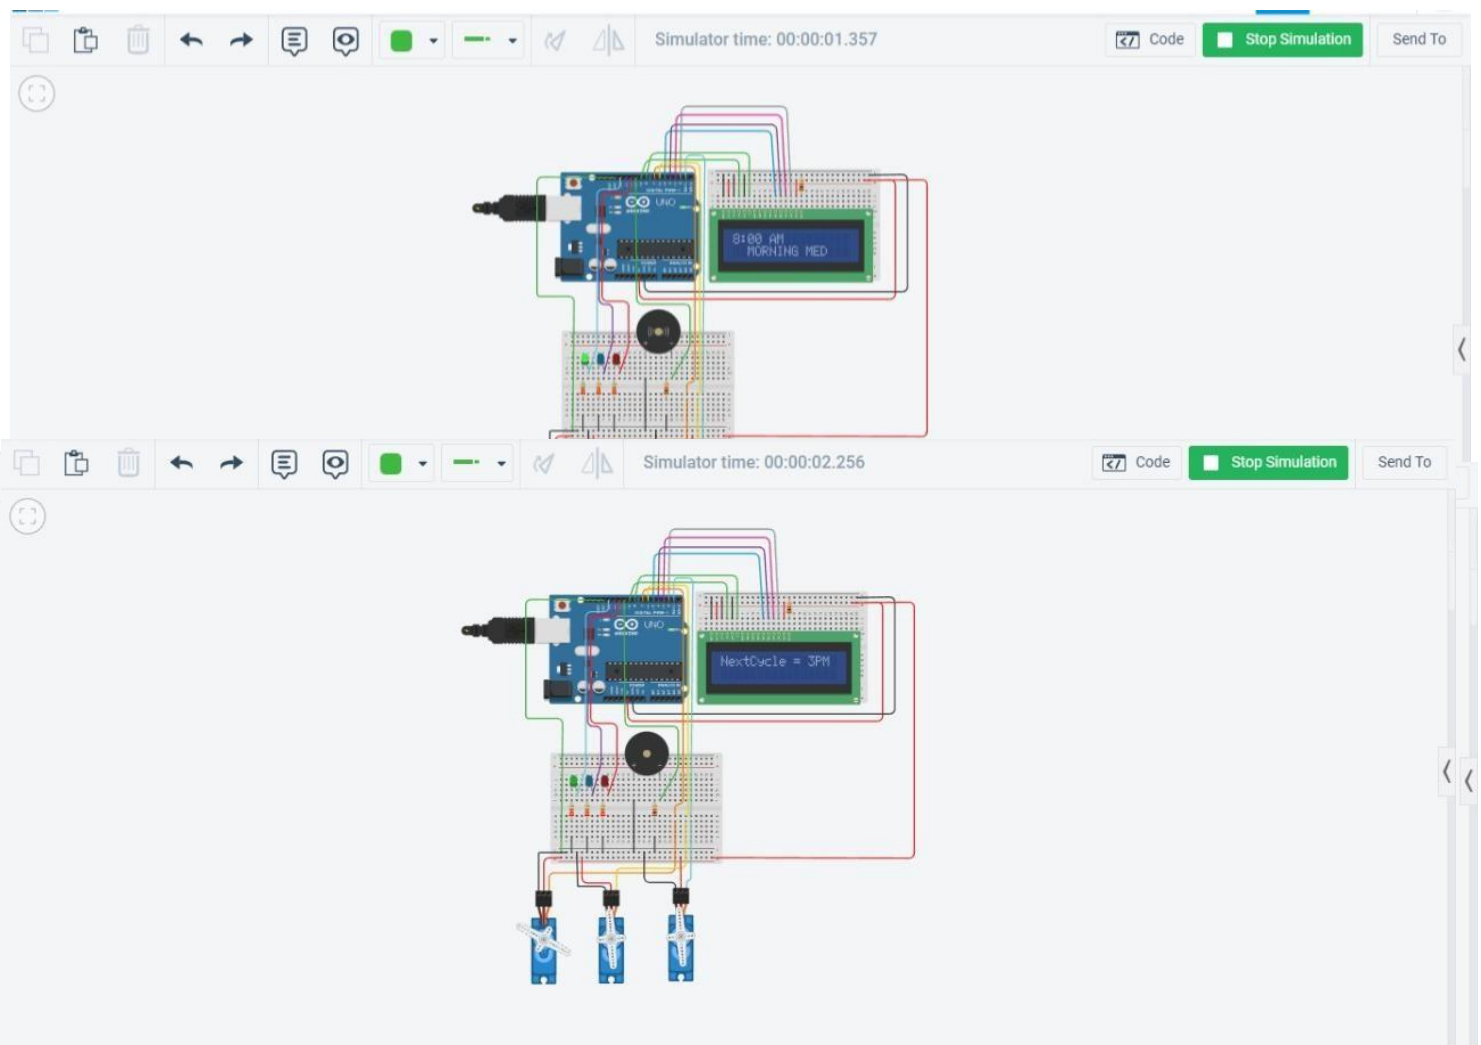 Simulator time: 00:00:01.357
Code
Stop Simulation
Send To
UNO
8:00 AM
MORNING MED
Simulator time: 00:00:02.256
Code
Stop Simulation
Send To
UNO
NextCycle = 3PM